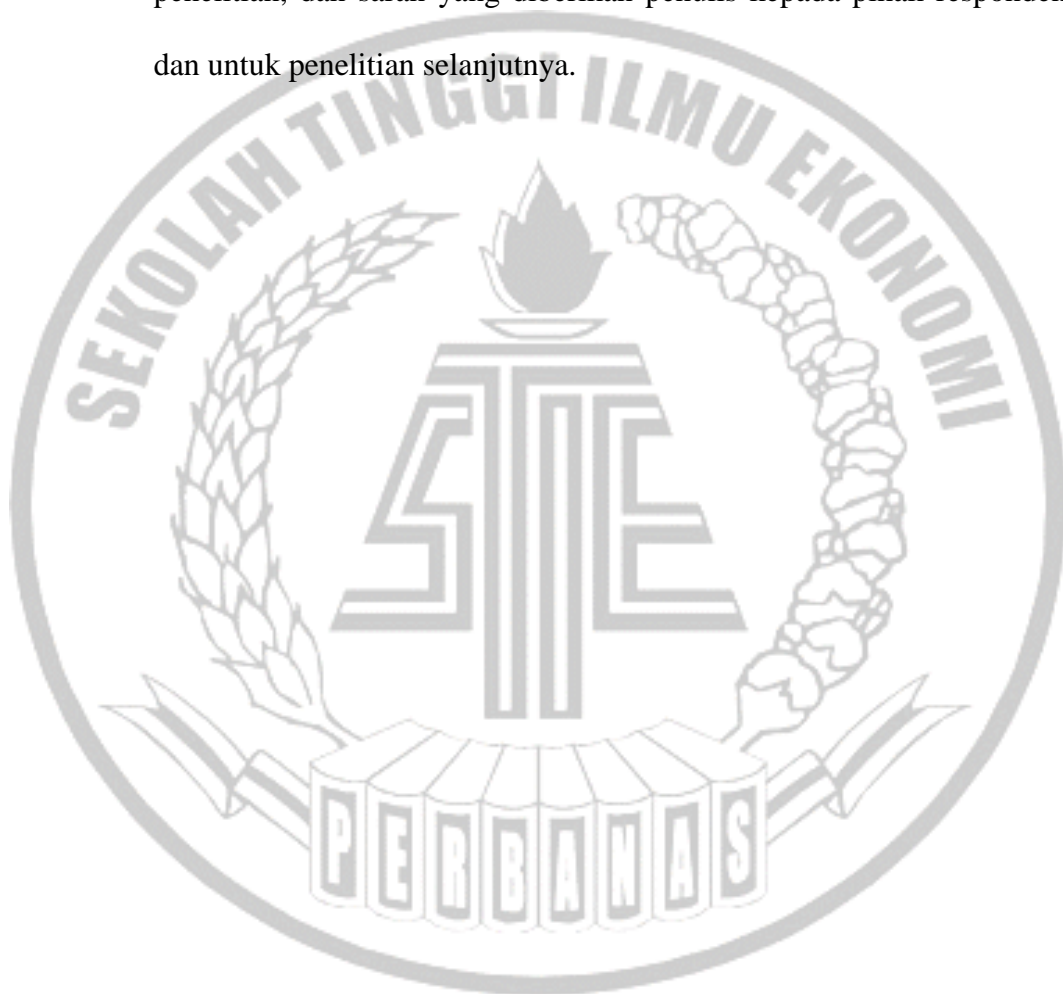 penelitian, dan saran yang diberikan penulis kepada pihak responden
dan untuk penelitian selanjutnya.
SEKOLAH TINGGI ILMU EKONOMI
STIE
PERBANAS